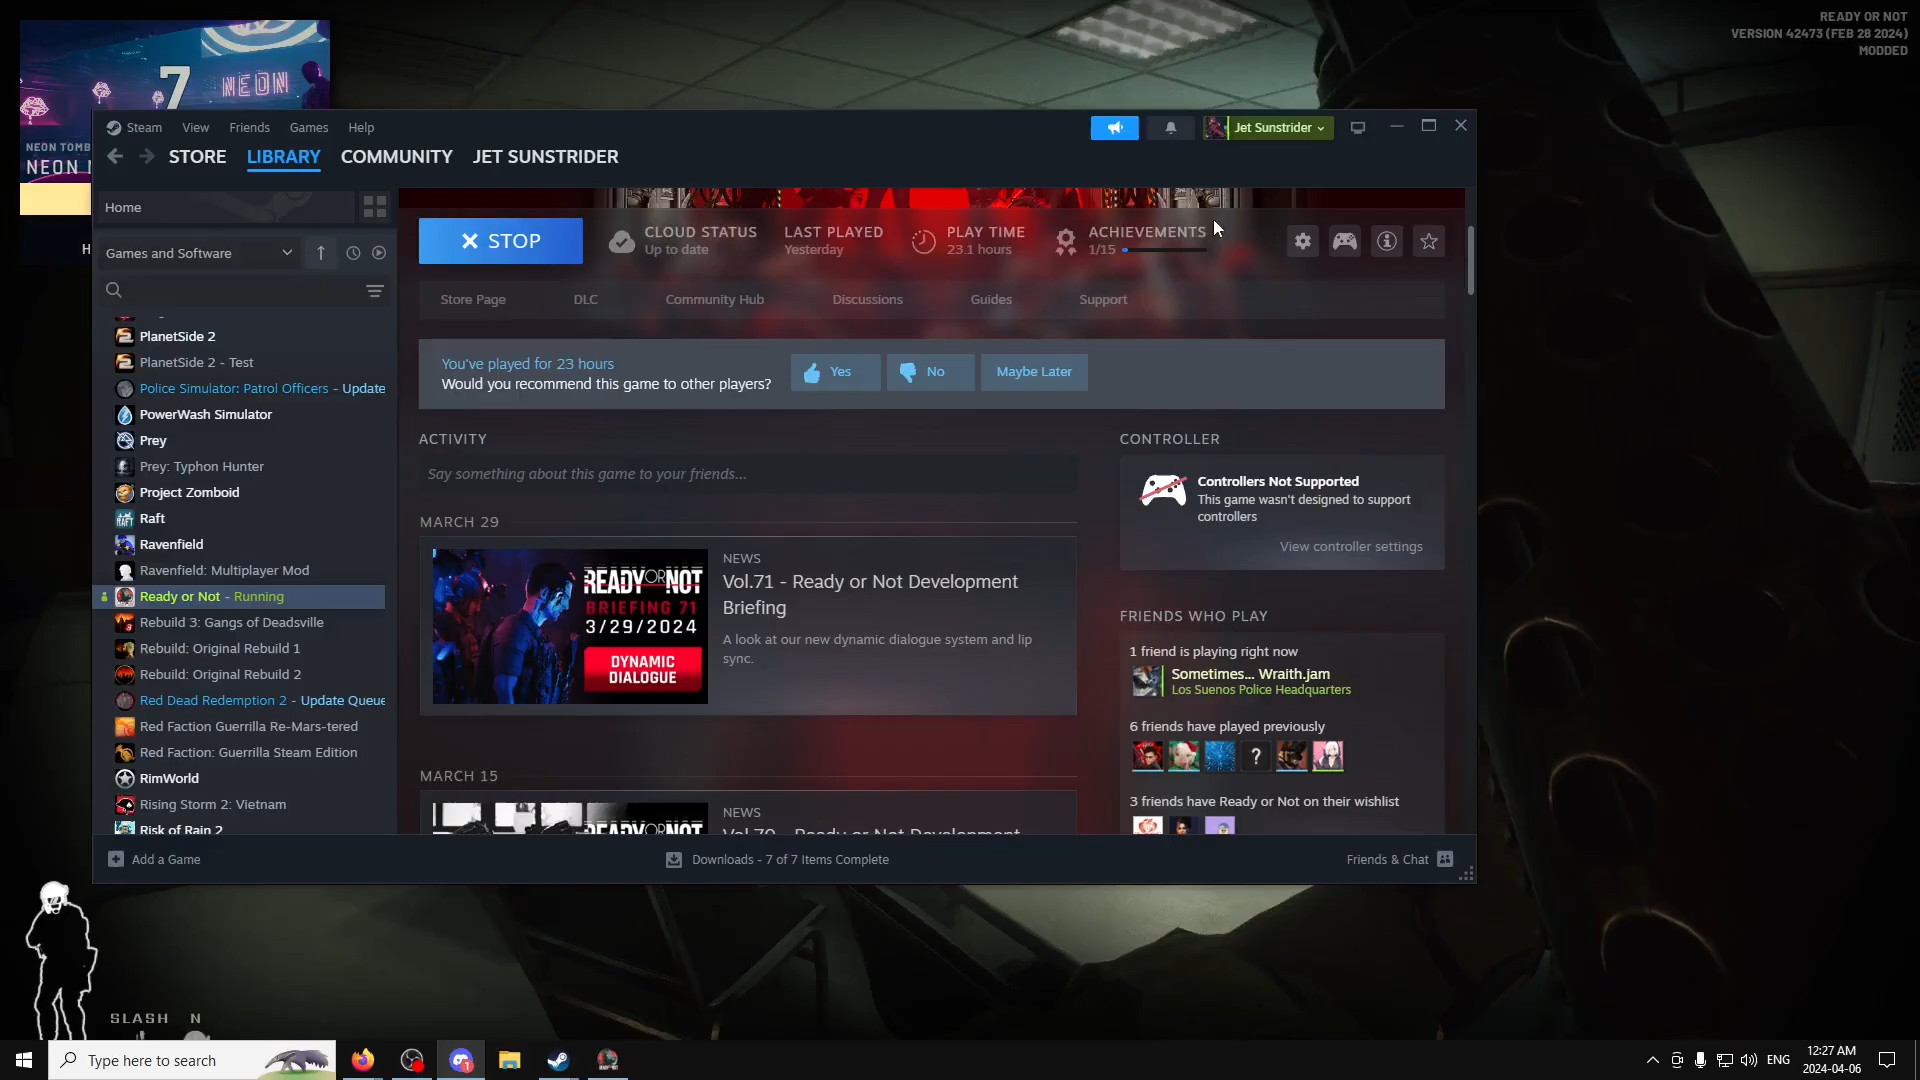 READY OR NOT
VERSION 42473 (FEB 28 2024)
MODDED
7
NEON
NEON TOMB
NEON
Steam View Friends Games Help
Jet Sunstrider
STORE LIBRARY COMMUNITY JET SUNSTRIDER
Home
Games and Software
STOP
CLOUD STATUS
Up to date
LAST PLAYED
Yesterday
PLAY TIME
23.1 hours
ACHIEVEMENTS
1/15
Store Page DLC Community Hub Discussions Guides Support
You've played for 23 hours
Would you recommend this game to other players?
Yes
No
Maybe Later
PlanetSide 2
PlanetSide 2 - Test
Police Simulator: Patrol Officers - Update
PowerWash Simulator
Prey
Prey: Typhon Hunter
Project Zomboid
Raft
Ravenfield
Ravenfield: Multiplayer Mod
Ready or Not - Running
Rebuild 3: Gangs of Deadsville
Rebuild: Original Rebuild 1
Rebuild: Original Rebuild 2
Red Dead Redemption 2 - Update Queue
Red Faction Guerrilla Re-Mars-tered
Red Faction: Guerrilla Steam Edition
RimWorld
Rising Storm 2: Vietnam
Risk of Rain 2
ACTIVITY
Say something about this game to your friends...
MARCH 29
READY OR NOT
BRIEFING 71
3/29/2024
DYNAMIC
DIALOGUE
NEWS
Vol.71 - Ready or Not Development
Briefing
A look at our new dynamic dialogue system and lip
sync.
MARCH 15
READY OR NOT
NEWS
Vol.70 - Ready or Not Development
CONTROLLER
Controllers Not Supported
This game wasn't designed to support
controllers
View controller settings
FRIENDS WHO PLAY
1 friend is playing right now
Sometimes... Wraith.jam
Los Suenos Police Headquarters
6 friends have played previously
?
3 friends have Ready or Not on their wishlist
Add a Game
Downloads - 7 of 7 Items Complete
Friends & Chat
SLASH N
Type here to search
1
ENG
12:27 AM
2024-04-06